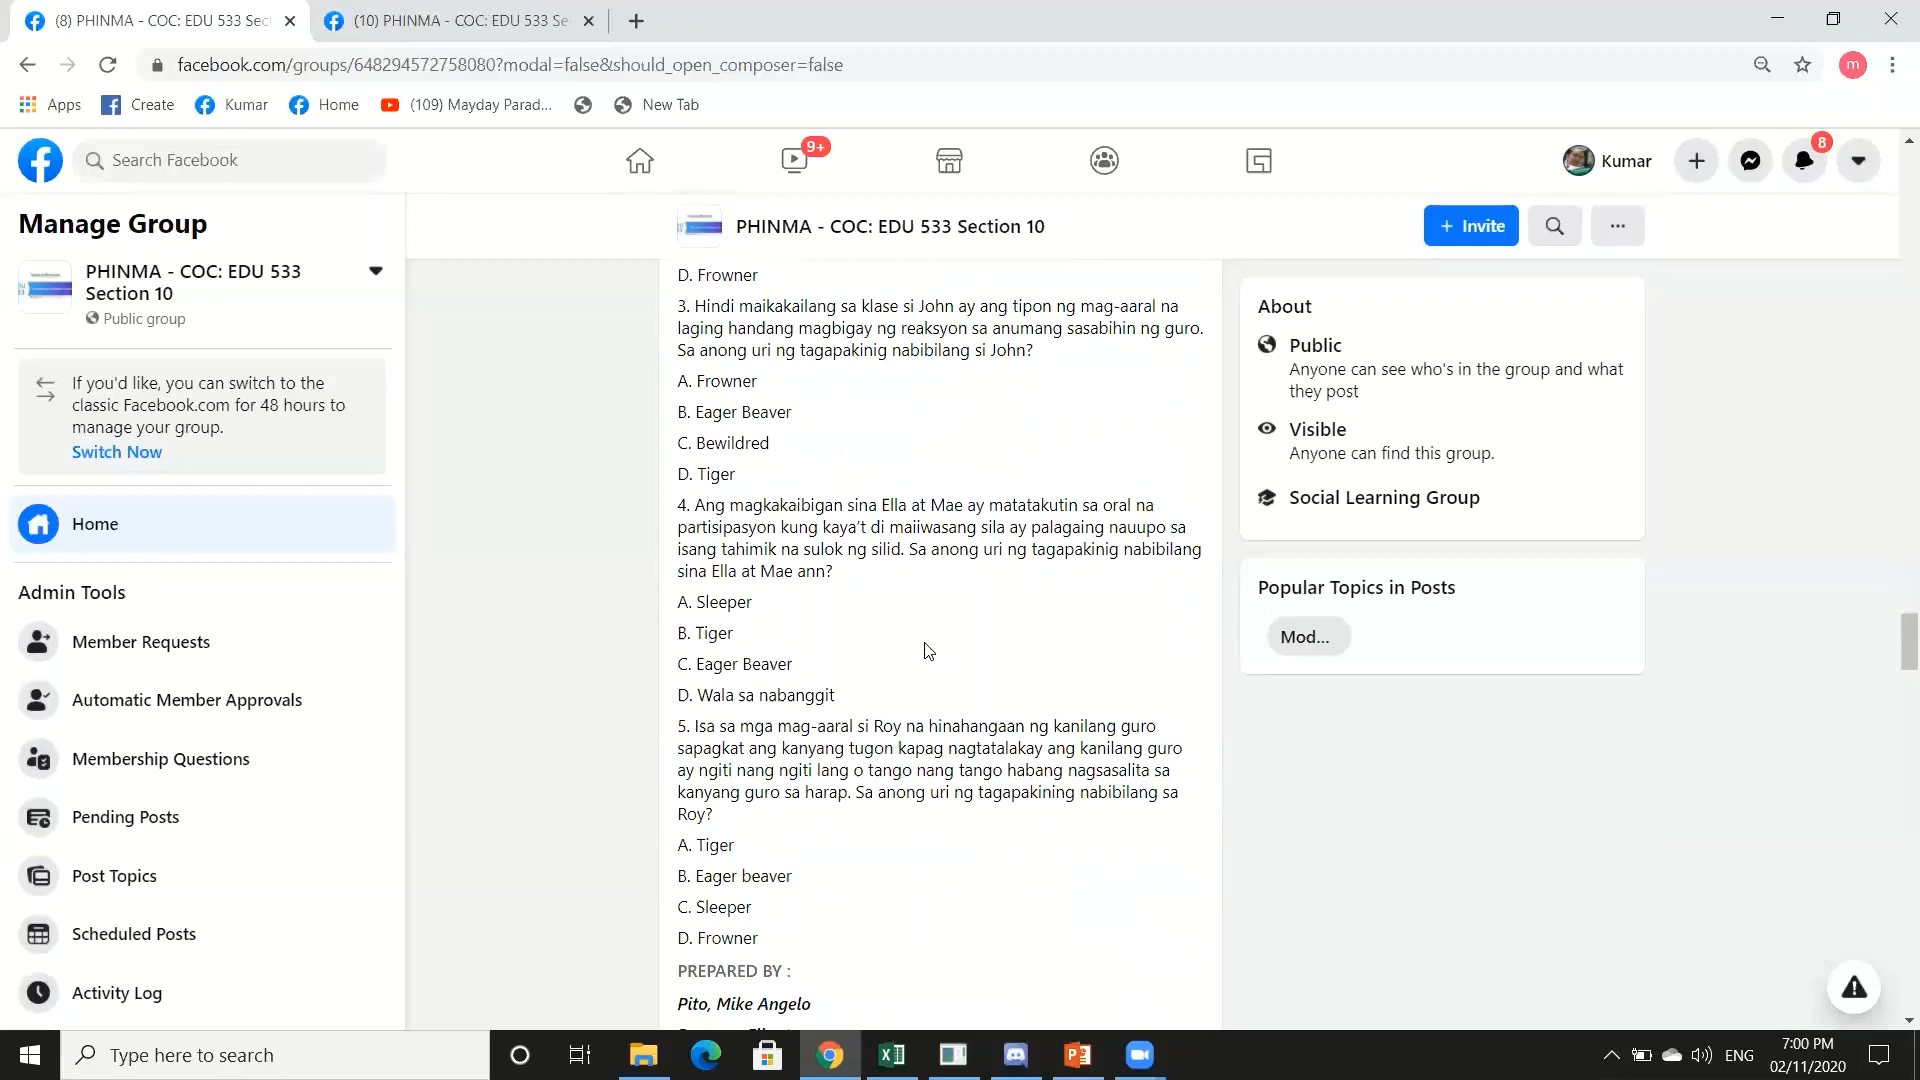 (8) PHINMA - COC: EDU 533 Sec
(10) PHINMA - COC: EDU 533 Se
facebook.com/groups/648294572758080?modal=false&should_open_composer=false
m
Apps
Create
Kumar
Home
(109) Mayday Parad...
New Tab
Search Facebook
9+
Kumar
8
Manage Group
PHINMA - COC: EDU 533
Section 10
Public group
If you'd like, you can switch to the
classic Facebook.com for 48 hours to
manage your group.
Switch Now
Home
Admin Tools
Member Requests
Automatic Member Approvals
Membership Questions
Pending Posts
Post Topics
Scheduled Posts
Activity Log
PHINMA - COC: EDU 533 Section 10
+ Invite
D. Frowner
3. Hindi maikakailang sa klase si John ay ang tipon ng mag-aaral na
laging handang magbigay ng reaksyon sa anumang sasabihin ng guro.
Sa anong uri ng tagapakinig nabibilang si John?
A. Frowner
B. Eager Beaver
C. Bewildred
D. Tiger
4. Ang magkakaibigan sina Ella at Mae ay matatakutin sa oral na
partisipasyon kung kaya't di maiiwasang sila ay palagaing nauupo sa
isang tahimik na sulok ng silid. Sa anong uri ng tagapakinig nabibilang
sina Ella at Mae ann?
A. Sleeper
B. Tiger
C. Eager Beaver
D. Wala sa nabanggit
5. Isa sa mga mag-aaral si Roy na hinahangaan ng kanilang guro
sapagkat ang kanyang tugon kapag nagtatalakay ang kanilang guro
ay ngiti nang ngiti lang o tango nang tango habang nagsasalita sa
kanyang guro sa harap. Sa anong uri ng tagapakining nabibilang sa
Roy?
A. Tiger
B. Eager beaver
C. Sleeper
D. Frowner
PREPARED BY :
Pito, Mike Angelo
About
Public
Anyone can see who's in the group and what
they post
Visible
Anyone can find this group.
Social Learning Group
Popular Topics in Posts
Mod...
Type here to search
ENG
7:00 PM
02/11/2020